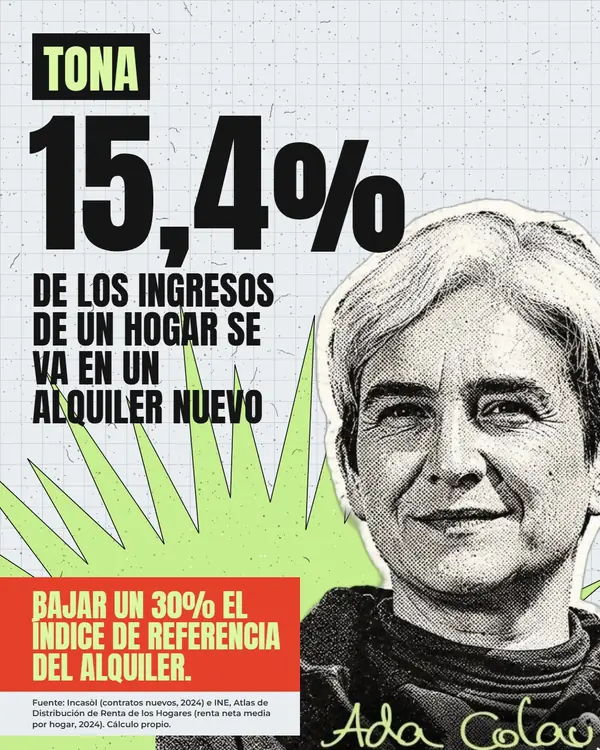 TONA
15,4%
DE LOS INGRESOS
DE UN HOGAR SE
VA EN UN
ALQUILER NUEVO
BAJAR UN 30% EL
ÍNDICE DE REFERENCIA
DEL ALQUILER.
Fuente: Incasòl (contratos nuevos, 2024) e INE, Atlas de
Distribución de Renta de los Hogares (renta neta media
por hogar, 2024). Cálculo propio.
Ada Colau